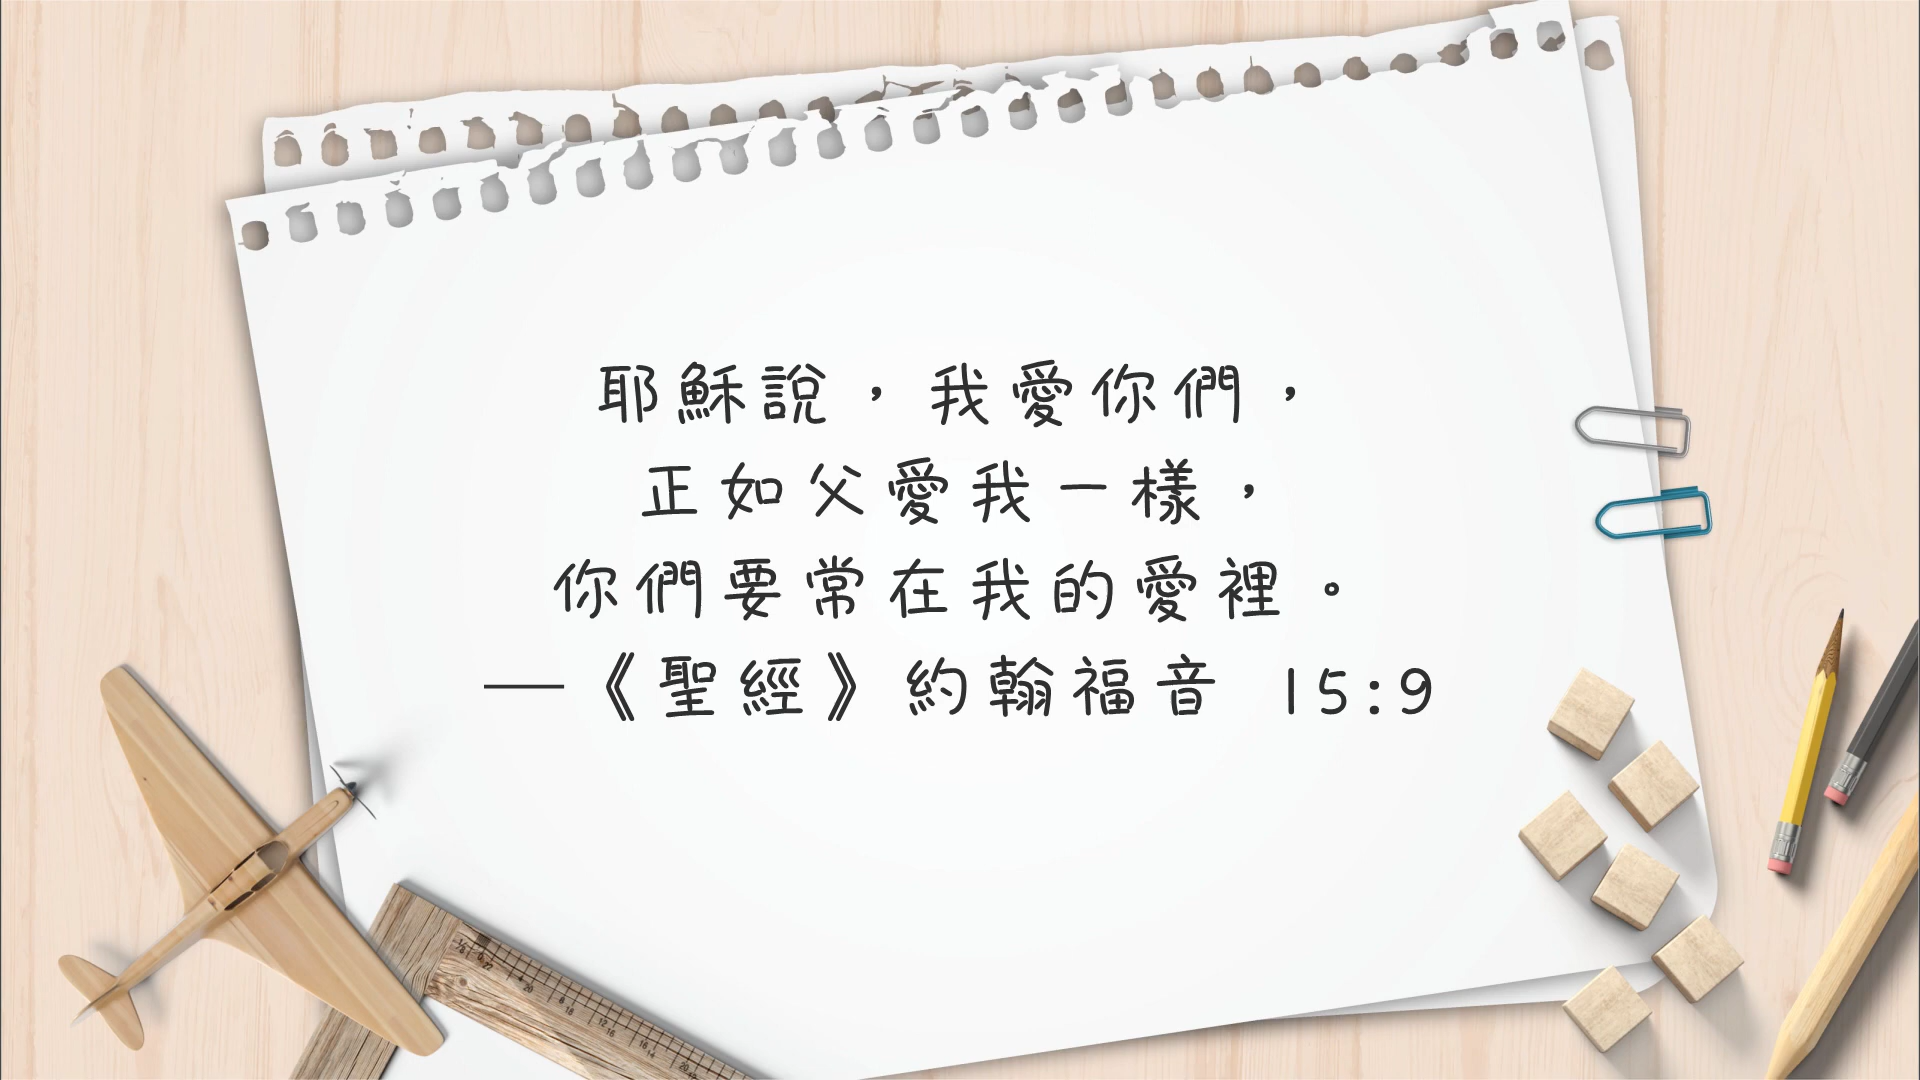 耶穌說，我愛你們，
正如父愛我一樣，
你們要常在我的愛裡。
—《聖經》約翰福音 15:9